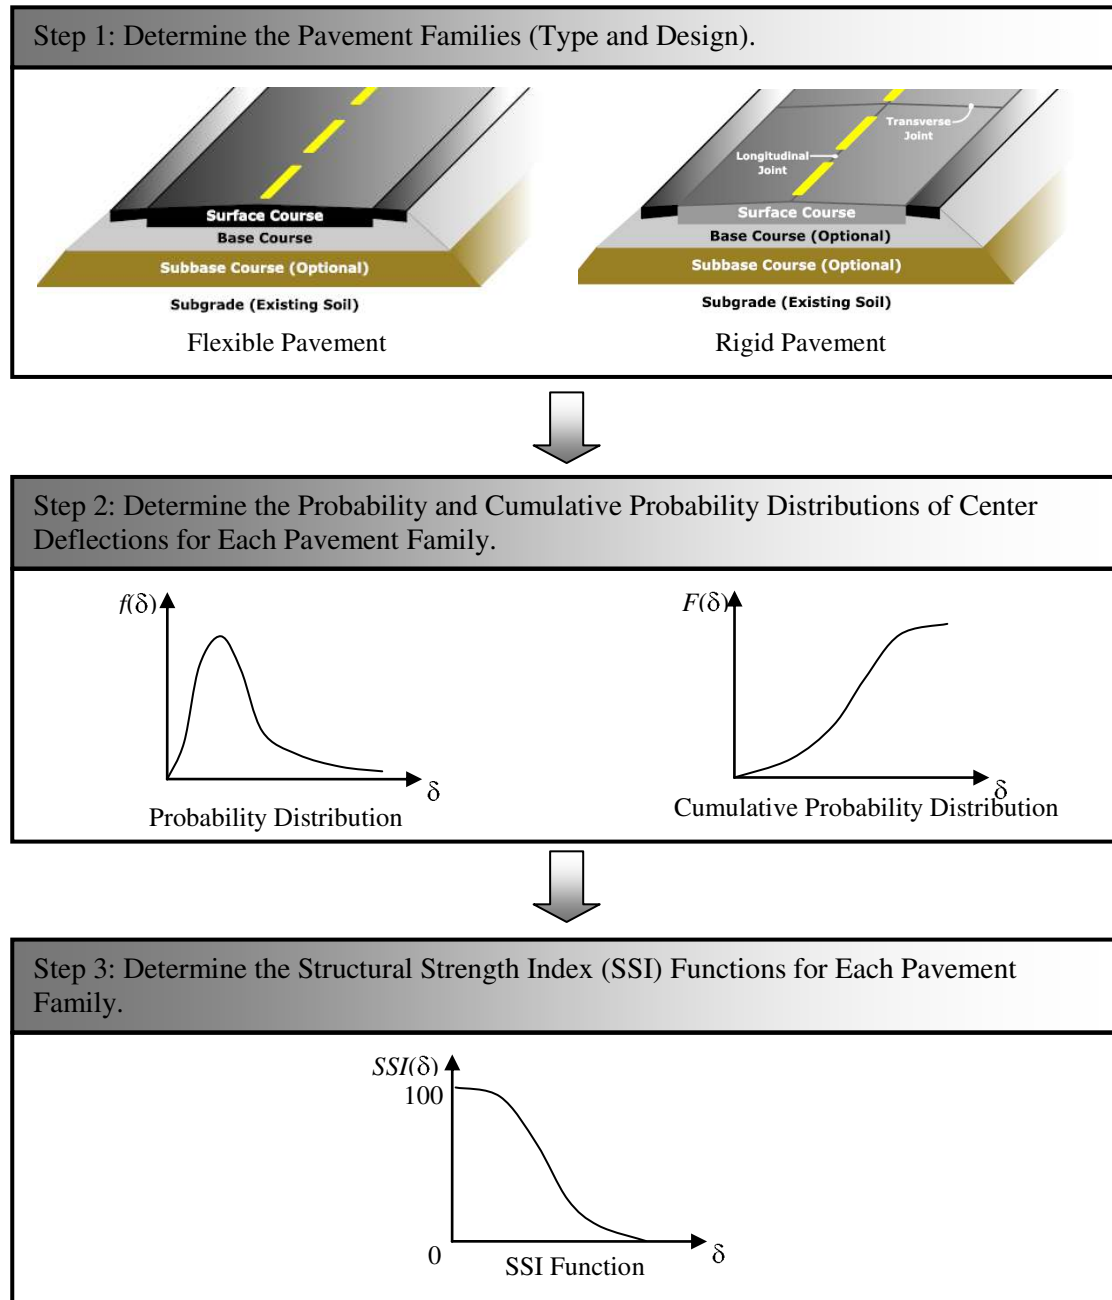 Step 1: Determine the Pavement Families (Type and Design).
Surface Course
Base Course
Subbase Course (Optional)
Subgrade (Existing Soil)
Flexible Pavement
Transverse
Joint
Longitudinal
Joint
Surface Course
Base Course (Optional)
Subbase Course (Optional)
Subgrade (Existing Soil)
Rigid Pavement
Step 2: Determine the Probability and Cumulative Probability Distributions of Center
Deflections for Each Pavement Family.
f(δ)
δ
Probability Distribution
F(δ)
δ
Cumulative Probability Distribution
Step 3: Determine the Structural Strength Index (SSI) Functions for Each Pavement
Family.
SSI(δ)
100
0
δ
SSI Function